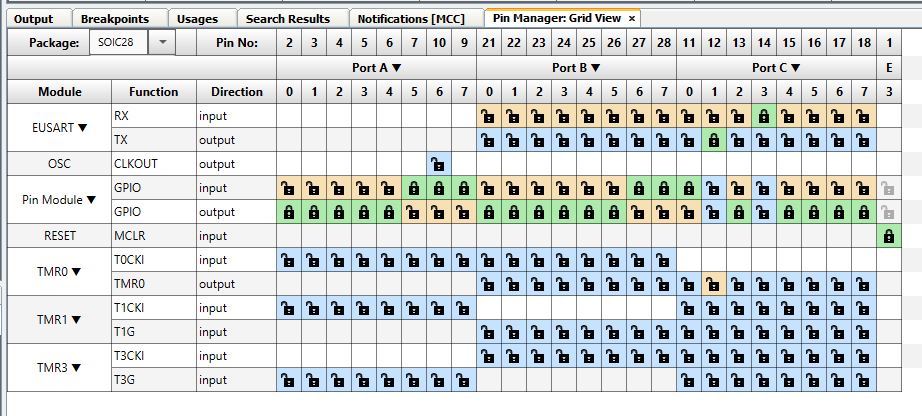 Output Breakpoints Usages Search Results Notifications [MCC] Pin Manager: Grid View ×
Package: SOIC28 ▼ Pin No: 2 3 4 5 6 7 10 9 21 22 23 24 25 26 27 28 11 12 13 14 15 16 17 18 1
Port A ▼ Port B ▼ Port C ▼ E
Module Function Direction 0 1 2 3 4 5 6 7 0 1 2 3 4 5 6 7 0 1 2 3 4 5 6 7 3
EUSART ▼ RX input
TX output
OSC CLKOUT output
Pin Module ▼ GPIO input
GPIO output
RESET MCLR input
TMR0 ▼ T0CKI input
TMR0 output
TMR1 ▼ T1CKI input
T1G input
TMR3 ▼ T3CKI input
T3G input